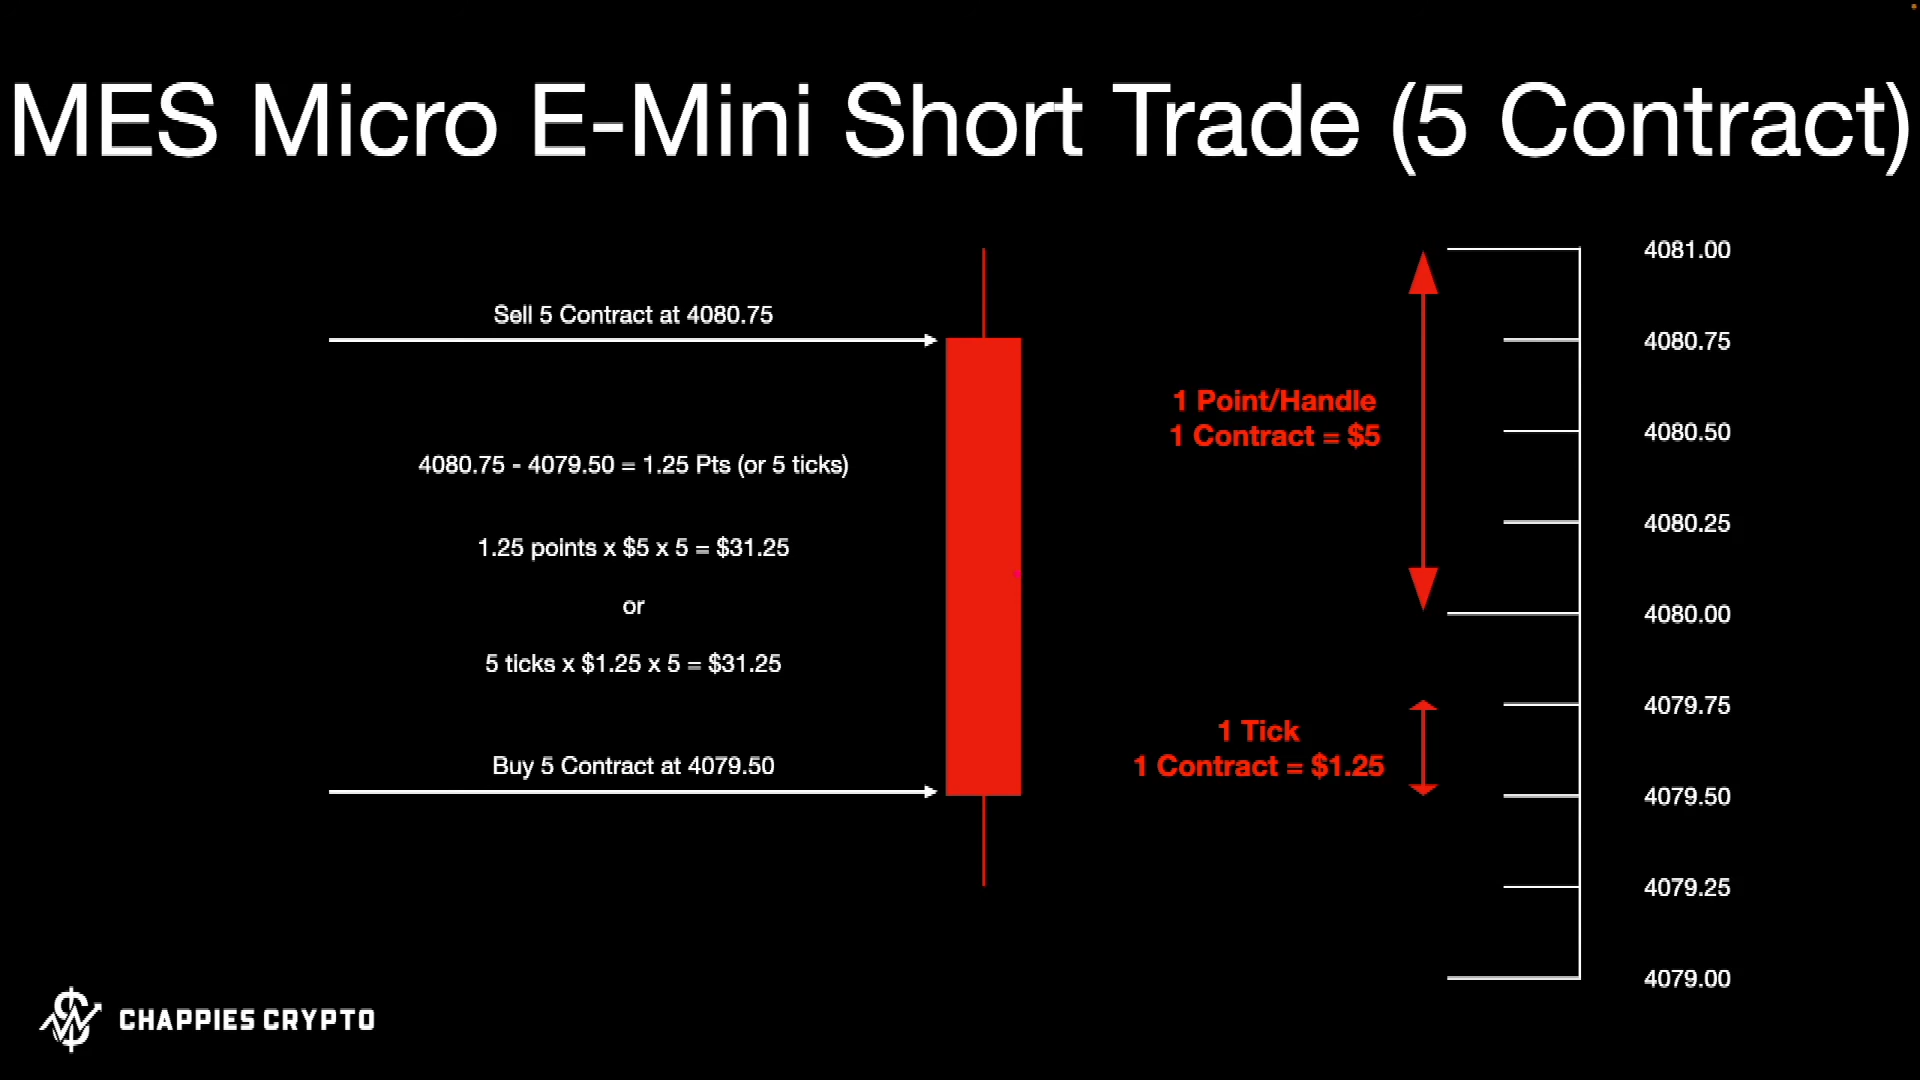 MES Micro E-Mini Short Trade (5 Contract)
Sell 5 Contract at 4080.75
4080.75 - 4079.50 = 1.25 Pts (or 5 ticks)
1.25 points x $5 x 5 = $31.25
or
5 ticks x $1.25 x 5 = $31.25
Buy 5 Contract at 4079.50
1 Point/Handle
1 Contract = $5
1 Tick
1 Contract = $1.25
4081.00
4080.75
4080.50
4080.25
4080.00
4079.75
4079.50
4079.25
4079.00
CHAPPIES CRYPTO